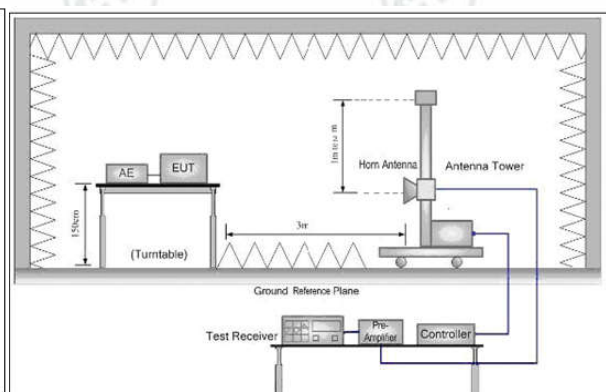 AE
EUT
150cm
(Turntable)
3m
Horn Antenna
Antenna Tower
Ground Reference Plane
Test Receiver
Pre-
Amplifier
Controller